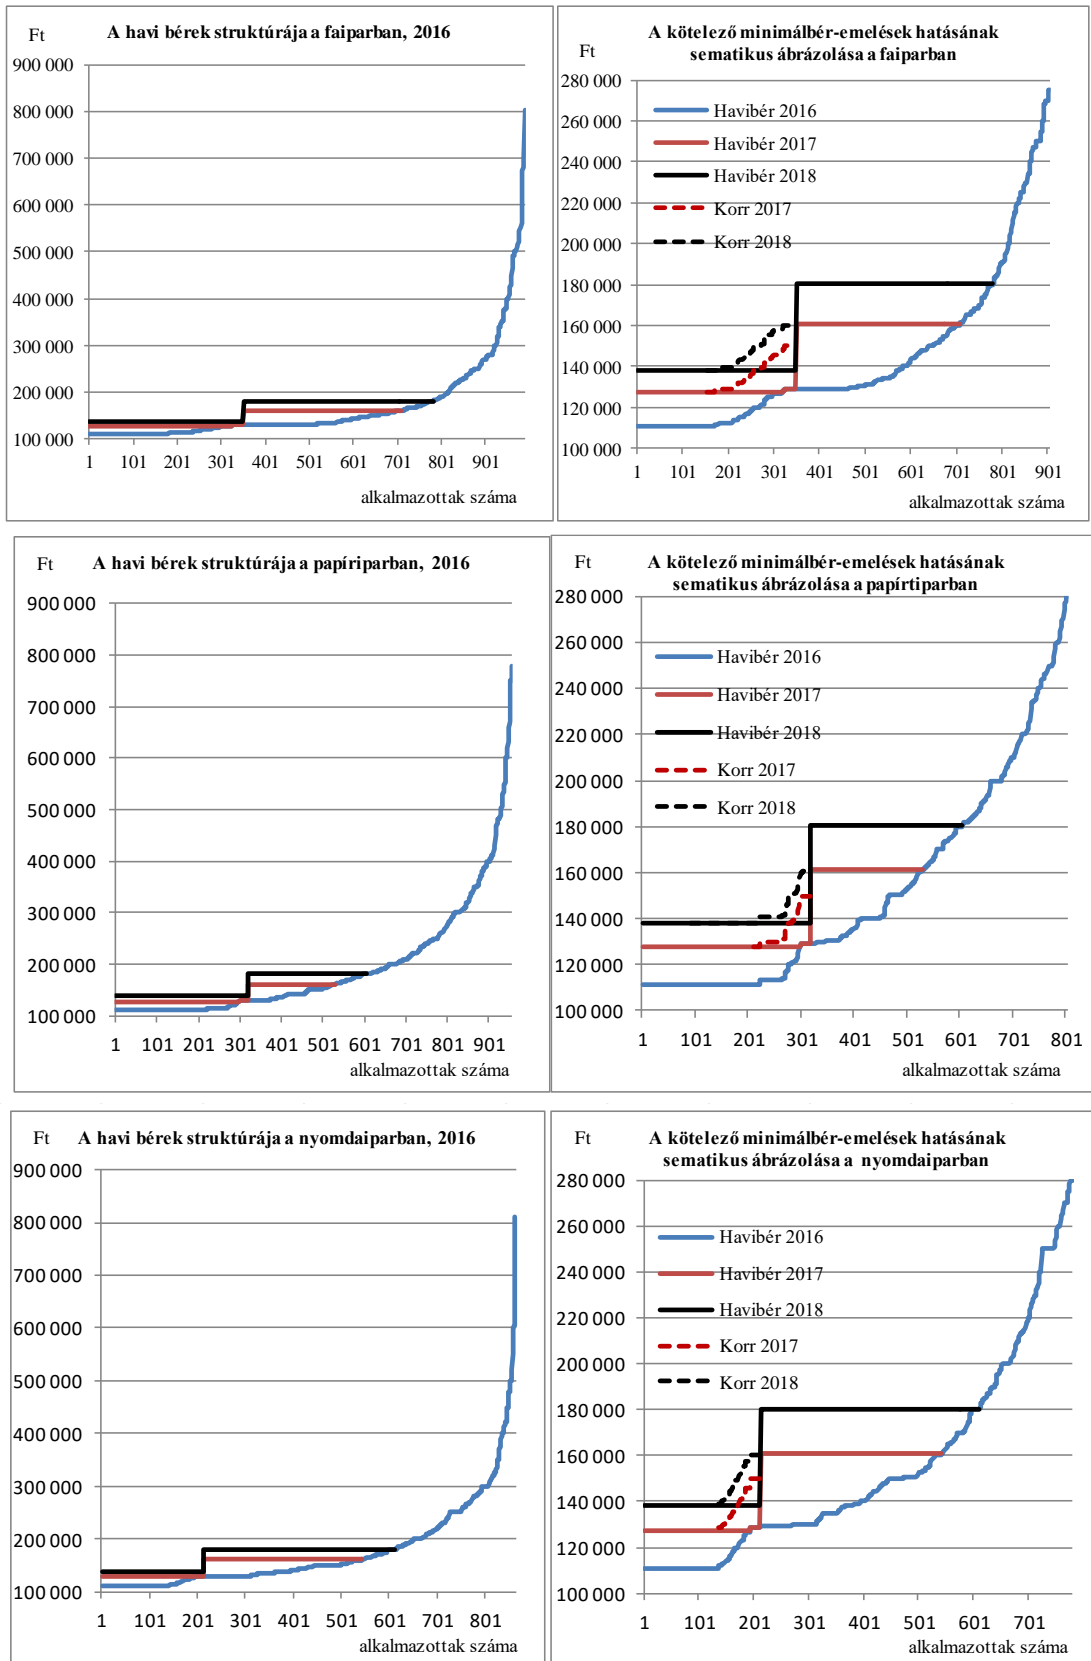 Ft
A havi bérek struktúrája a faiparban, 2016
900 000
800 000
700 000
600 000
500 000
400 000
300 000
200 000
100 000
1 101 201 301 401 501 601 701 801 901
alkalmazottak száma
Ft
A kötelező minimálbér-emelések hatásának
sematikus ábrázolása a faiparban
280 000
260 000
240 000
220 000
200 000
180 000
160 000
140 000
120 000
100 000
Havibér 2016
Havibér 2017
Havibér 2018
Korr 2017
Korr 2018
1 101 201 301 401 501 601 701 801 901
alkalmazottak száma
Ft
A havi bérek struktúrája a papíriparban, 2016
900 000
800 000
700 000
600 000
500 000
400 000
300 000
200 000
100 000
1 101 201 301 401 501 601 701 801 901
alkalmazottak száma
Ft
A kötelező minimálbér-emelések hatásának
sematikus ábrázolása a papírtiparban
280 000
260 000
240 000
220 000
200 000
180 000
160 000
140 000
120 000
100 000
Havibér 2016
Havibér 2017
Havibér 2018
Korr 2017
Korr 2018
1 101 201 301 401 501 601 701 801
alkalmazottak száma
Ft
A havi bérek struktúrája a nyomdaiparban, 2016
900 000
800 000
700 000
600 000
500 000
400 000
300 000
200 000
100 000
1 101 201 301 401 501 601 701 801
alkalmazottak száma
Ft
A kötelező minimálbér-emelések hatásának
sematikus ábrázolása a nyomdaiparban
280 000
260 000
240 000
220 000
200 000
180 000
160 000
140 000
120 000
100 000
Havibér 2016
Havibér 2017
Havibér 2018
Korr 2017
Korr 2018
1 101 201 301 401 501 601 701
alkalmazottak száma